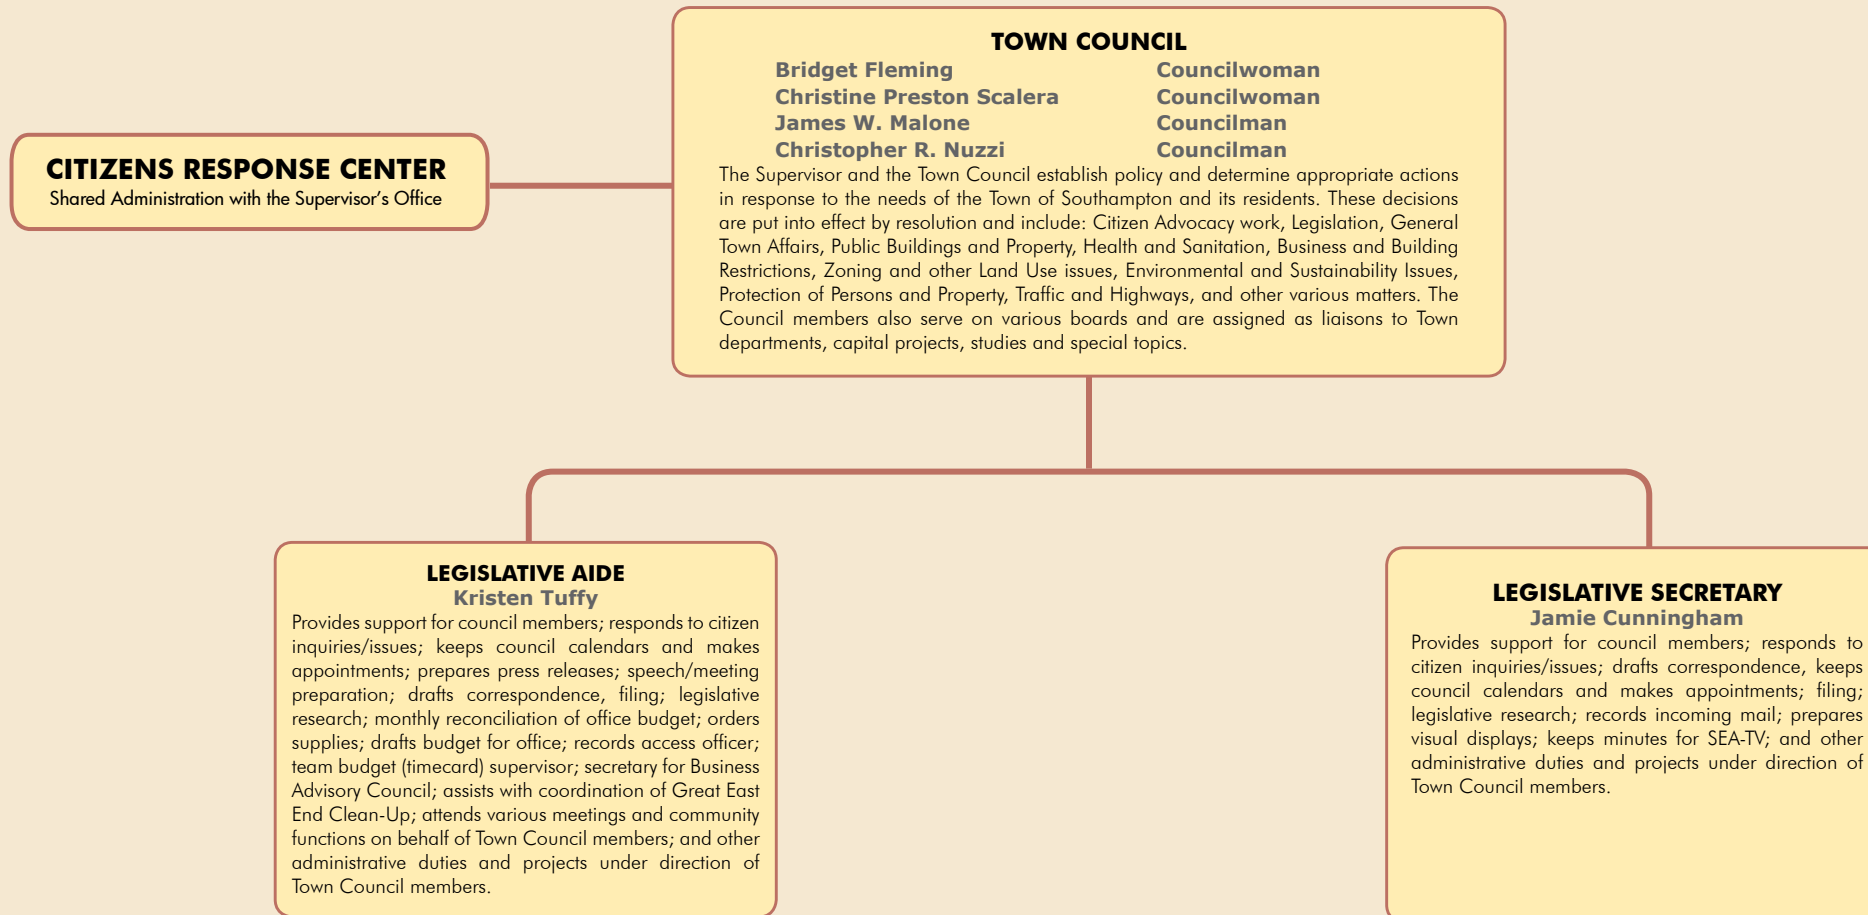 TOWN COUNCIL
Bridget Fleming Councilwoman
Christine Preston Scalera Councilwoman
James W. Malone Councilman
Christopher R. Nuzzi Councilman
The Supervisor and the Town Council establish policy and determine appropriate actions
in response to the needs of the Town of Southampton and its residents. These decisions
are put into effect by resolution and include: Citizen Advocacy work, Legislation, General
Town Affairs, Public Buildings and Property, Health and Sanitation, Business and Building
Restrictions, Zoning and other Land Use issues, Environmental and Sustainability Issues,
Protection of Persons and Property, Traffic and Highways, and other various matters. The
Council members also serve on various boards and are assigned as liaisons to Town
departments, capital projects, studies and special topics.
CITIZENS RESPONSE CENTER
Shared Administration with the Supervisor's Office
LEGISLATIVE AIDE
Kristen Tuffy
Provides support for council members; responds to citizen
inquiries/issues; keeps council calendars and makes
appointments; prepares press releases; speech/meeting
preparation; drafts correspondence, filing; legislative
research; monthly reconciliation of office budget; orders
supplies; drafts budget for office; records access officer;
team budget (timecard) supervisor; secretary for Business
Advisory Council; assists with coordination of Great East
End Clean-Up; attends various meetings and community
functions on behalf of Town Council members; and other
administrative duties and projects under direction of
Town Council members.
LEGISLATIVE SECRETARY
Jamie Cunningham
Provides support for council members; responds to
citizen inquiries/issues; drafts correspondence, keeps
council calendars and makes appointments; filing;
legislative research; records incoming mail; prepares
visual displays; keeps minutes for SEA-TV; and other
administrative duties and projects under direction of
Town Council members.